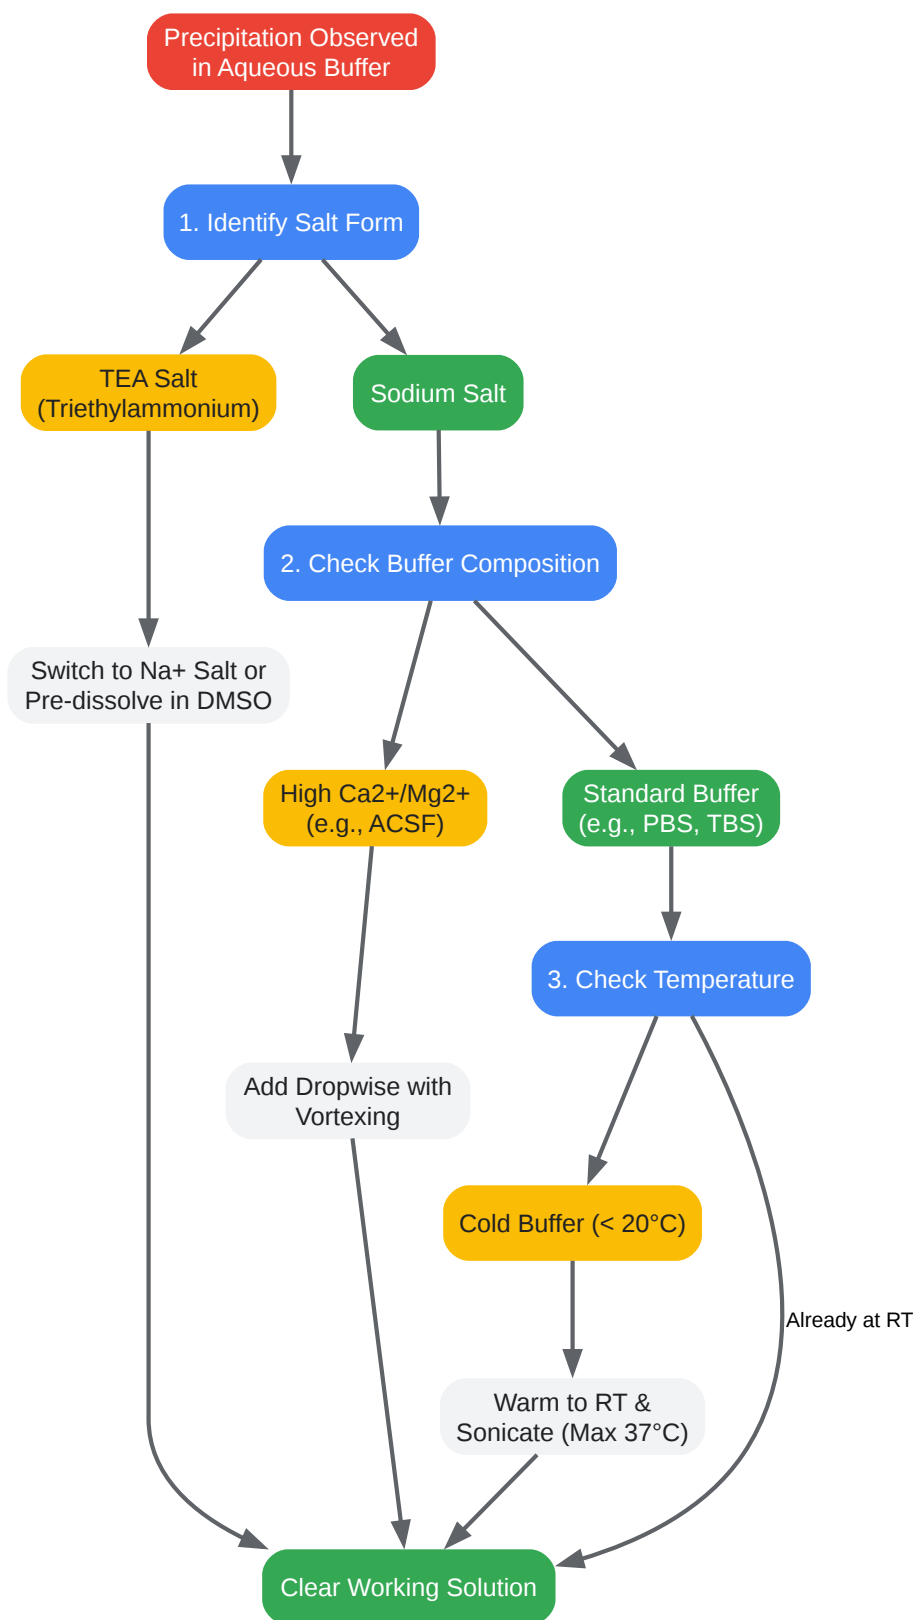 Precipitation Observed
in Aqueous Buffer
1. Identify Salt Form
TEA Salt
(Triethylammonium)
Sodium Salt
2. Check Buffer Composition
Switch to Na+ Salt or
Pre-dissolve in DMSO
High Ca2+/Mg2+
(e.g., ACSF)
Standard Buffer
(e.g., PBS, TBS)
3. Check Temperature
Add Dropwise with
Vortexing
Cold Buffer (< 20°C)
Already at RT
Warm to RT &
Sonicate (Max 37°C)
Clear Working Solution